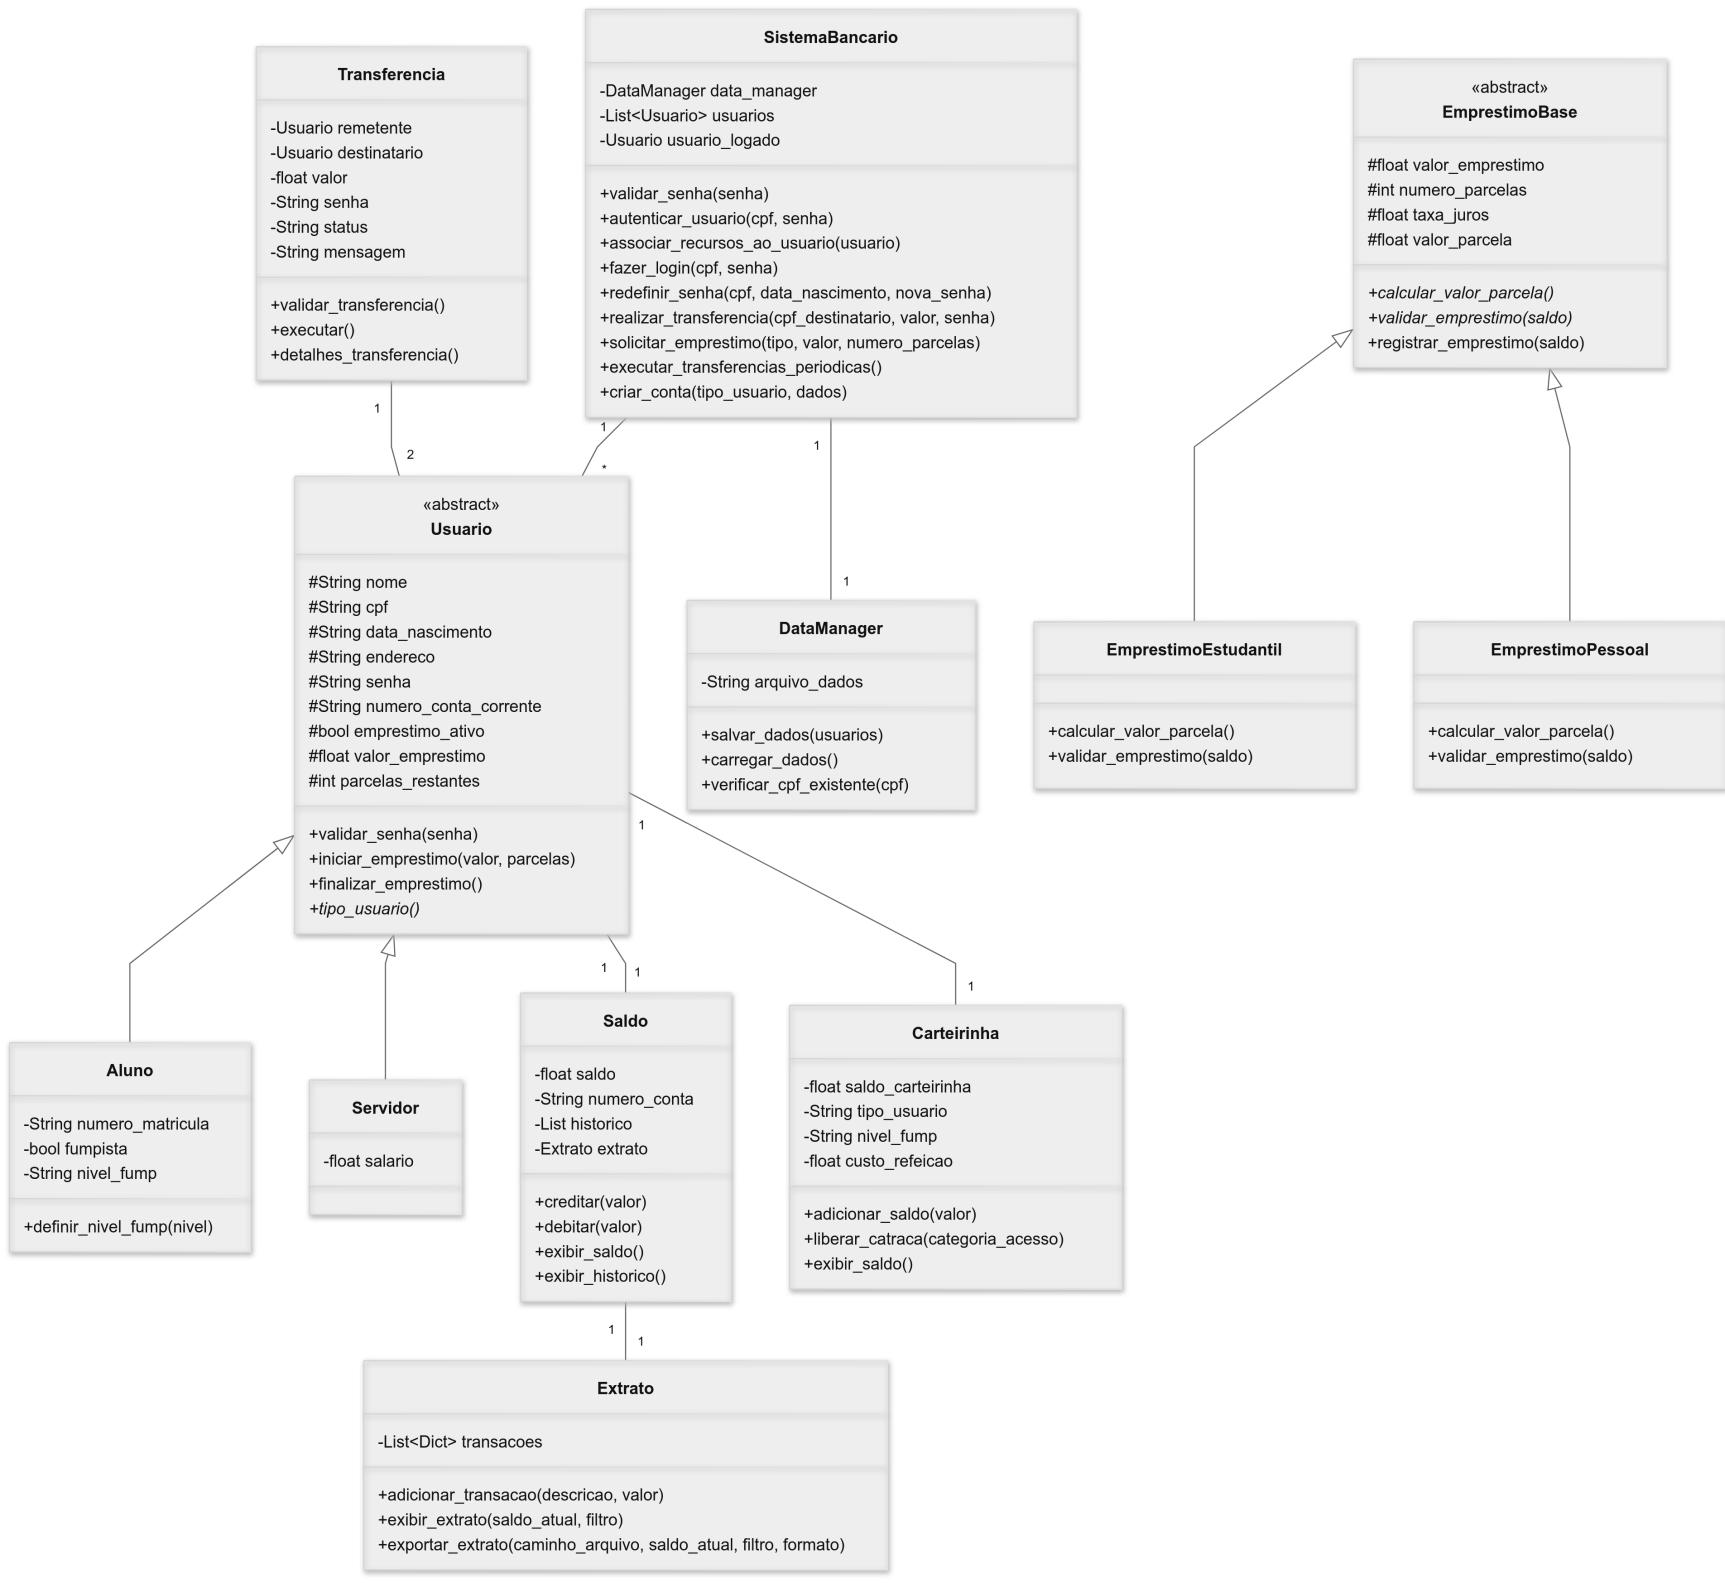 Transferencia
-Usuario remetente
-Usuario destinatario
-float valor
-String senha
-String status
-String mensagem
+validar_transferencia()
+executar()
+detalhes_transferencia()
SistemaBancario
-DataManager data_manager
-List<Usuario> usuarios
-Usuario usuario_logado
+validar_senha(senha)
+autenticar_usuario(cpf, senha)
+associar_recursos_ao_usuario(usuario)
+fazer_login(cpf, senha)
+redefinir_senha(cpf, data_nascimento, nova_senha)
+realizar_transferencia(cpf_destinatario, valor, senha)
+solicitar_emprestimo(tipo, valor, numero_parcelas)
+executar_transferencias_periodicas()
+criar_conta(tipo_usuario, dados)
«abstract»
EmprestimoBase
#float valor_emprestimo
#int numero_parcelas
#float taxa_juros
#float valor_parcela
+calcular_valor_parcela()
+validar_emprestimo(saldo)
+registrar_emprestimo(saldo)
1
2
1
*
1
1
«abstract»
Usuario
#String nome
#String cpf
#String data_nascimento
#String endereco
#String senha
#String numero_conta_corrente
#bool emprestimo_ativo
#float valor_emprestimo
#int parcelas_restantes
+validar_senha(senha)
+iniciar_emprestimo(valor, parcelas)
+finalizar_emprestimo()
+tipo_usuario()
DataManager
-String arquivo_dados
+salvar_dados(usuarios)
+carregar_dados()
+verificar_cpf_existente(cpf)
EmprestimoEstudantil
+calcular_valor_parcela()
+validar_emprestimo(saldo)
EmprestimoPessoal
+calcular_valor_parcela()
+validar_emprestimo(saldo)
1
1
1
1
Aluno
-String numero_matricula
-bool fumpista
-String nivel_fump
+definir_nivel_fump(nivel)
Servidor
-float salario
Saldo
-float saldo
-String numero_conta
-List historico
-Extrato extrato
+creditar(valor)
+debitar(valor)
+exibir_saldo()
+exibir_historico()
Carteirinha
-float saldo_carteirinha
-String tipo_usuario
-String nivel_fump
-float custo_refeicao
+adicionar_saldo(valor)
+liberar_catraca(categoria_acesso)
+exibir_saldo()
1
1
Extrato
-List<Dict> transacoes
+adicionar_transacao(descricao, valor)
+exibir_extrato(saldo_atual, filtro)
+exportar_extrato(caminho_arquivo, saldo_atual, filtro, formato)